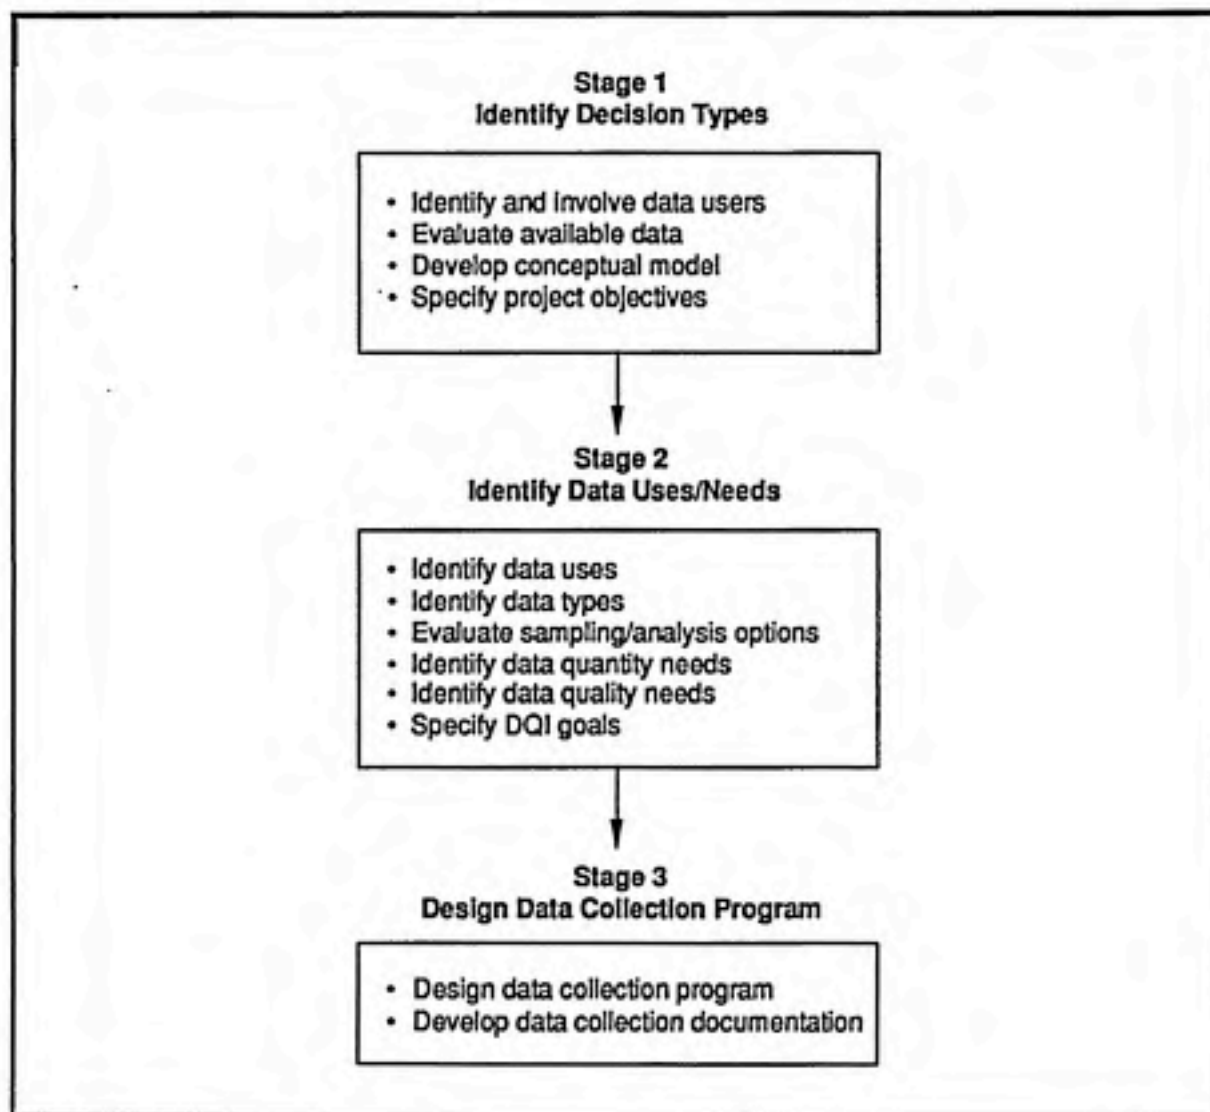 Stage 1
Identify Decision Types
• Identify and involve data users
• Evaluate available data
• Develop conceptual model
• Specify project objectives
Stage 2
Identify Data Uses/Needs
• Identify data uses
• Identify data types
• Evaluate sampling/analysis options
• Identify data quantity needs
• Identify data quality needs
• Specify DQI goals
Stage 3
Design Data Collection Program
• Design data collection program
• Develop data collection documentation